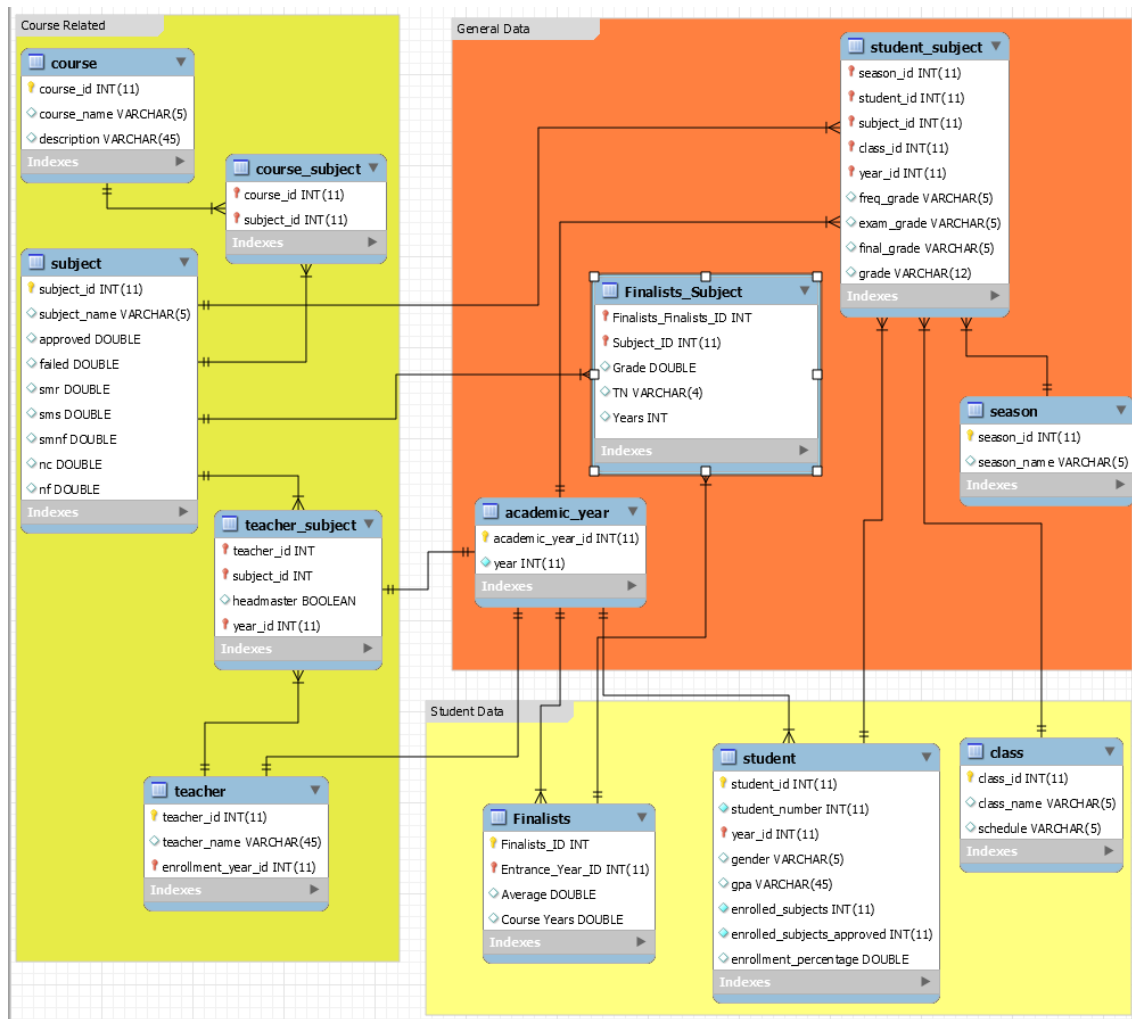 Course Related
course
course_id INT(11)
course_name VARCHAR(5)
description VARCHAR(45)
Indexes
course_subject
course_id INT(11)
subject_id INT(11)
Indexes
subject
subject_id INT(11)
subject_name VARCHAR(5)
approved DOUBLE
failed DOUBLE
smr DOUBLE
sms DOUBLE
smnf DOUBLE
nc DOUBLE
nf DOUBLE
Indexes
teacher_subject
teacher_id INT
subject_id INT
headmaster BOOLEAN
year_id INT(11)
Indexes
teacher
teacher_id INT(11)
teacher_name VARCHAR(45)
enrollment_year_id INT(11)
Indexes
General Data
student_subject
season_id INT(11)
student_id INT(11)
subject_id INT(11)
class_id INT(11)
year_id INT(11)
freq_grade VARCHAR(5)
exam_grade VARCHAR(5)
final_grade VARCHAR(5)
grade VARCHAR(12)
Indexes
Finalists_Subject
Finalists_Finalists_ID INT
Subject_ID INT(11)
Grade DOUBLE
TN VARCHAR(4)
Years INT
Indexes
season
season_id INT(11)
season_name VARCHAR(5)
Indexes
academic_year
academic_year_id INT(11)
year INT(11)
Indexes
Student Data
Finalists
Finalists_ID INT
Entrance_Year_ID INT(11)
Average DOUBLE
Course Years DOUBLE
Indexes
student
student_id INT(11)
student_number INT(11)
year_id INT(11)
gender VARCHAR(5)
gpa VARCHAR(45)
enrolled_subjects INT(11)
enrolled_subjects_approved INT(11)
enrollment_percentage DOUBLE
Indexes
class
class_id INT(11)
class_name VARCHAR(5)
schedule VARCHAR(5)
Indexes